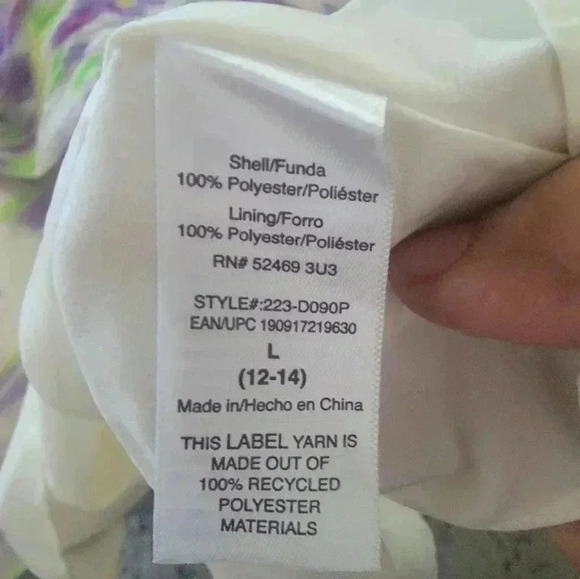 Shell/Funda
100% Polyester/Poliéster
Lining/Forro
100% Polyester/Poliéster
RN# 52469 3U3
STYLE#:223-D090P
EAN/UPC 190917219630
L
(12-14)
Made in/Hecho en China
THIS LABEL YARN IS
MADE OUT OF
100% RECYCLED
POLYESTER
MATERIALS